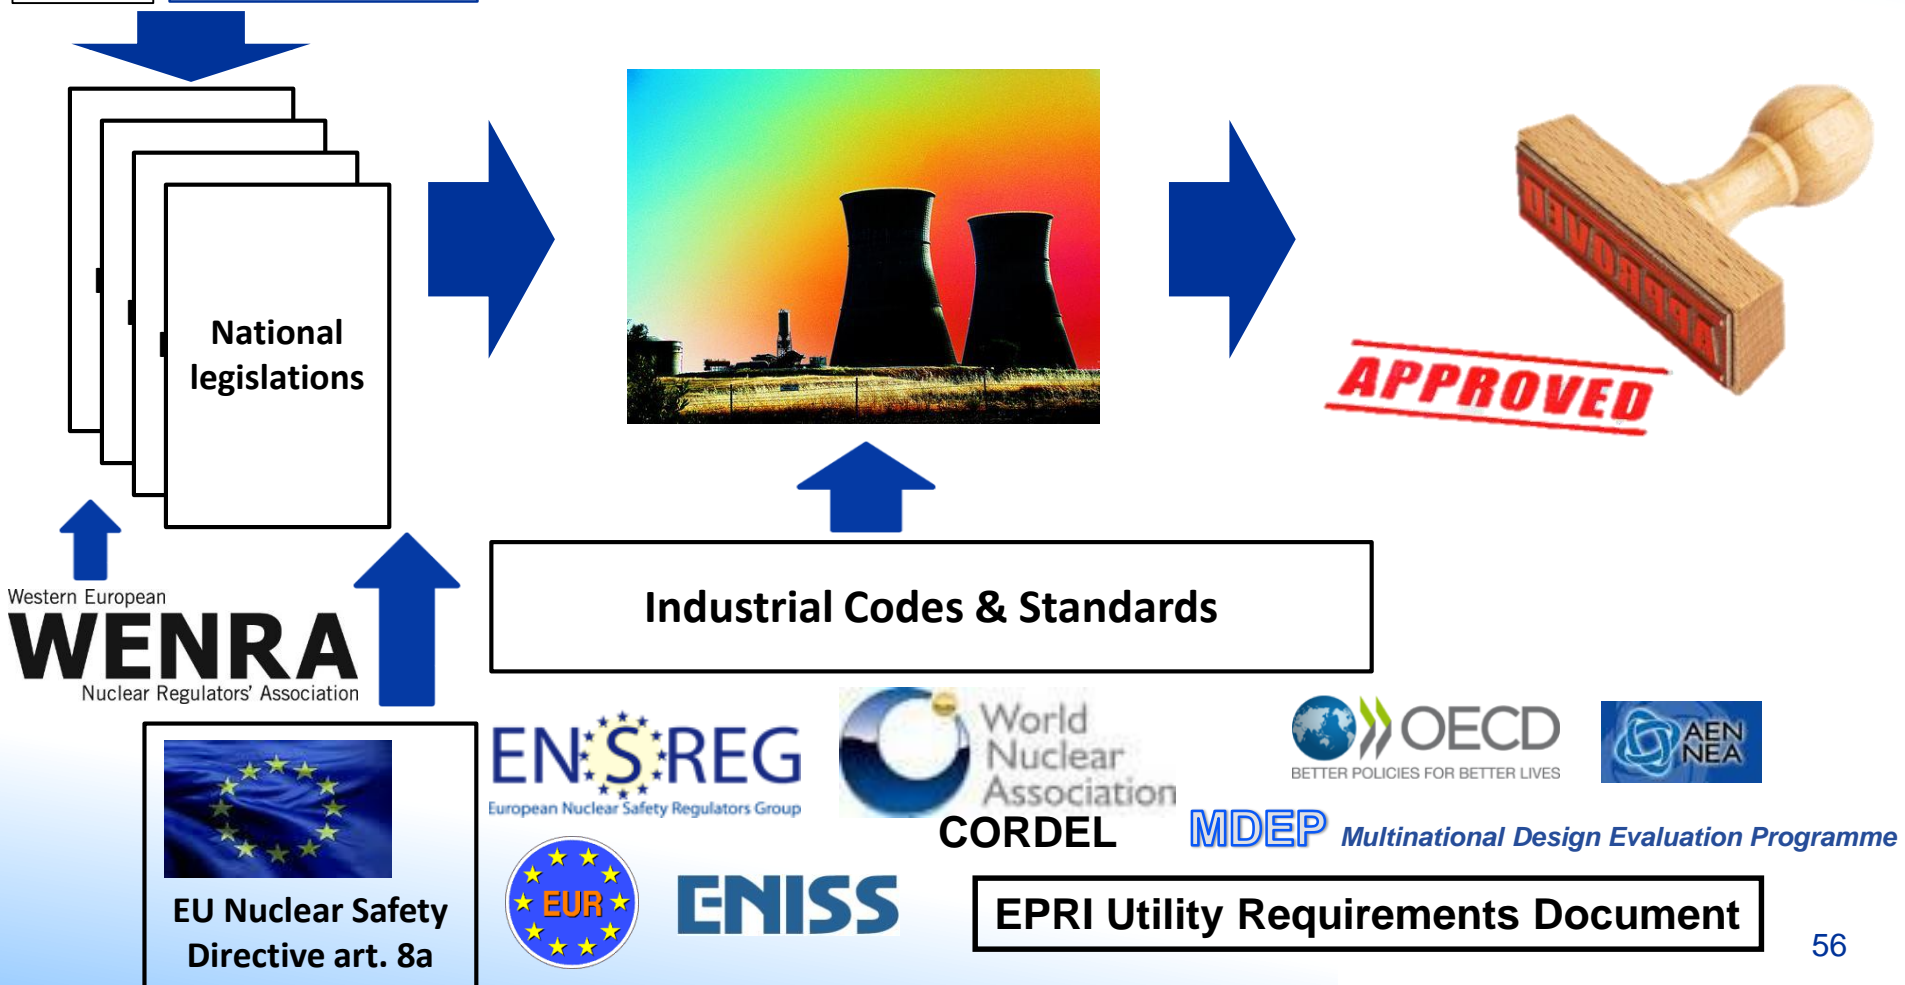 National
legislations
APPROVED
APPROVED
Industrial Codes & Standards
Western European
WENRA
Nuclear Regulators' Association
EU Nuclear Safety
Directive art. 8a
ENSREG
European Nuclear Safety Regulators Group
World
Nuclear
Association
CORDEL
OECD
BETTER POLICIES FOR BETTER LIVES
AEN
NEA
MDEP Multinational Design Evaluation Programme
EUR
ENISS
EPRI Utility Requirements Document
56